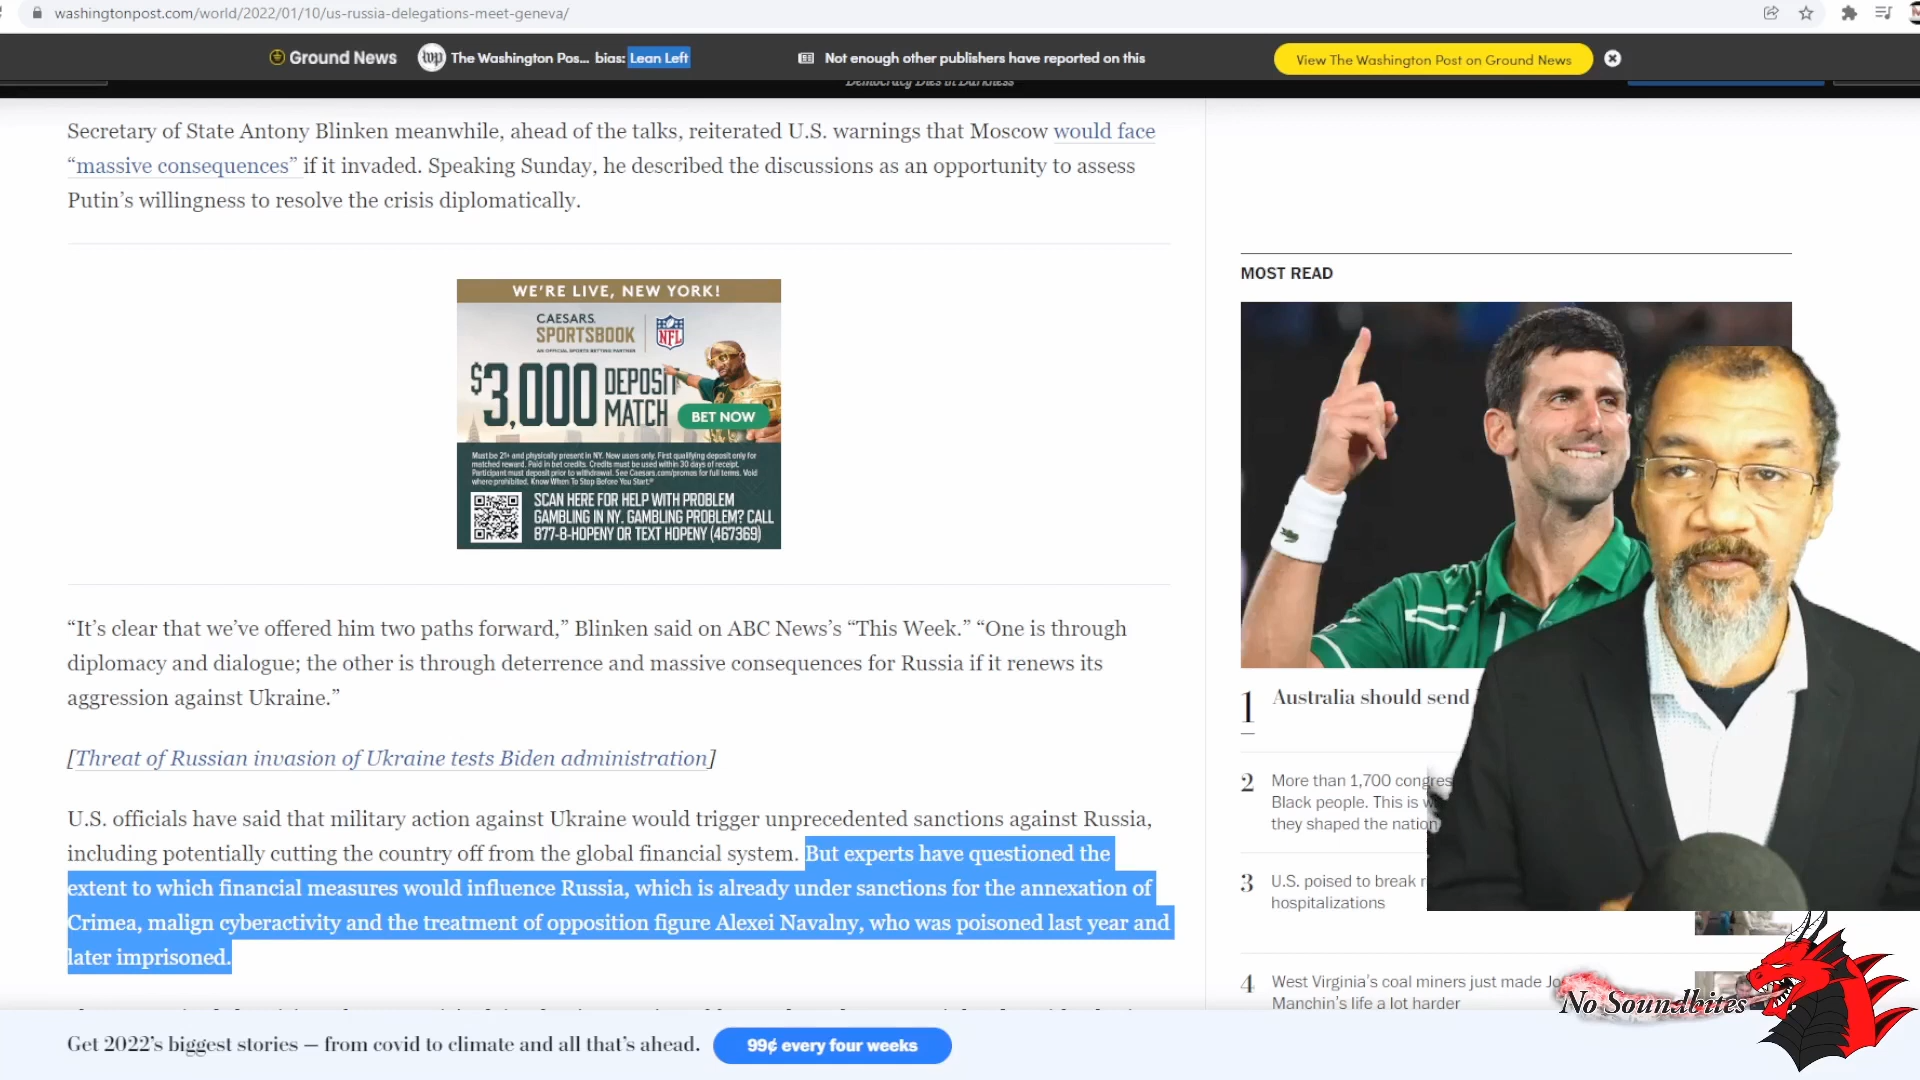 washingtonpost.com/world/2022/01/10/us-russia-delegations-meet-geneva/
Ground News
wp
The Washington Pos... bias: Lean Left
Not enough other publishers have reported on this
View The Washington Post on Ground News
Democracy Dies in Darkness
Secretary of State Antony Blinken meanwhile, ahead of the talks, reiterated U.S. warnings that Moscow would face
“massive consequences” if it invaded. Speaking Sunday, he described the discussions as an opportunity to assess
Putin’s willingness to resolve the crisis diplomatically.
WE'RE LIVE, NEW YORK!
CAESARS
SPORTSBOOK
AN OFFICIAL SPORTS BETTING PARTNER
NFL
$3,000 DEPOSIT
MATCH
BET NOW
Must be 21+ and physically present in NY. New users only. First qualifying deposit only for
matched reward. Paid in bet credits. Credits must be used within 30 days of receipt.
Participant must deposit prior to withdrawal. See Caesars.com/promos for full terms. Void
where prohibited. Know When To Stop Before You Start.®
SCAN HERE FOR HELP WITH PROBLEM
GAMBLING IN NY. GAMBLING PROBLEM? CALL
877-8-HOPENY OR TEXT HOPENY (467369)
“It’s clear that we’ve offered him two paths forward,” Blinken said on ABC News’s “This Week.” “One is through
diplomacy and dialogue; the other is through deterrence and massive consequences for Russia if it renews its
aggression against Ukraine.”
[Threat of Russian invasion of Ukraine tests Biden administration]
U.S. officials have said that military action against Ukraine would trigger unprecedented sanctions against Russia,
including potentially cutting the country off from the global financial system. But experts have questioned the
extent to which financial measures would influence Russia, which is already under sanctions for the annexation of
Crimea, malign cyberactivity and the treatment of opposition figure Alexei Navalny, who was poisoned last year and
later imprisoned.
MOST READ
1 Australia should send
2 More than 1,700 congres
Black people. This is w
they shaped the nation
3 U.S. poised to break r
hospitalizations
4 West Virginia’s coal miners just made Jo
Manchin’s life a lot harder
No Soundbites
Get 2022’s biggest stories — from covid to climate and all that’s ahead.
99¢ every four weeks